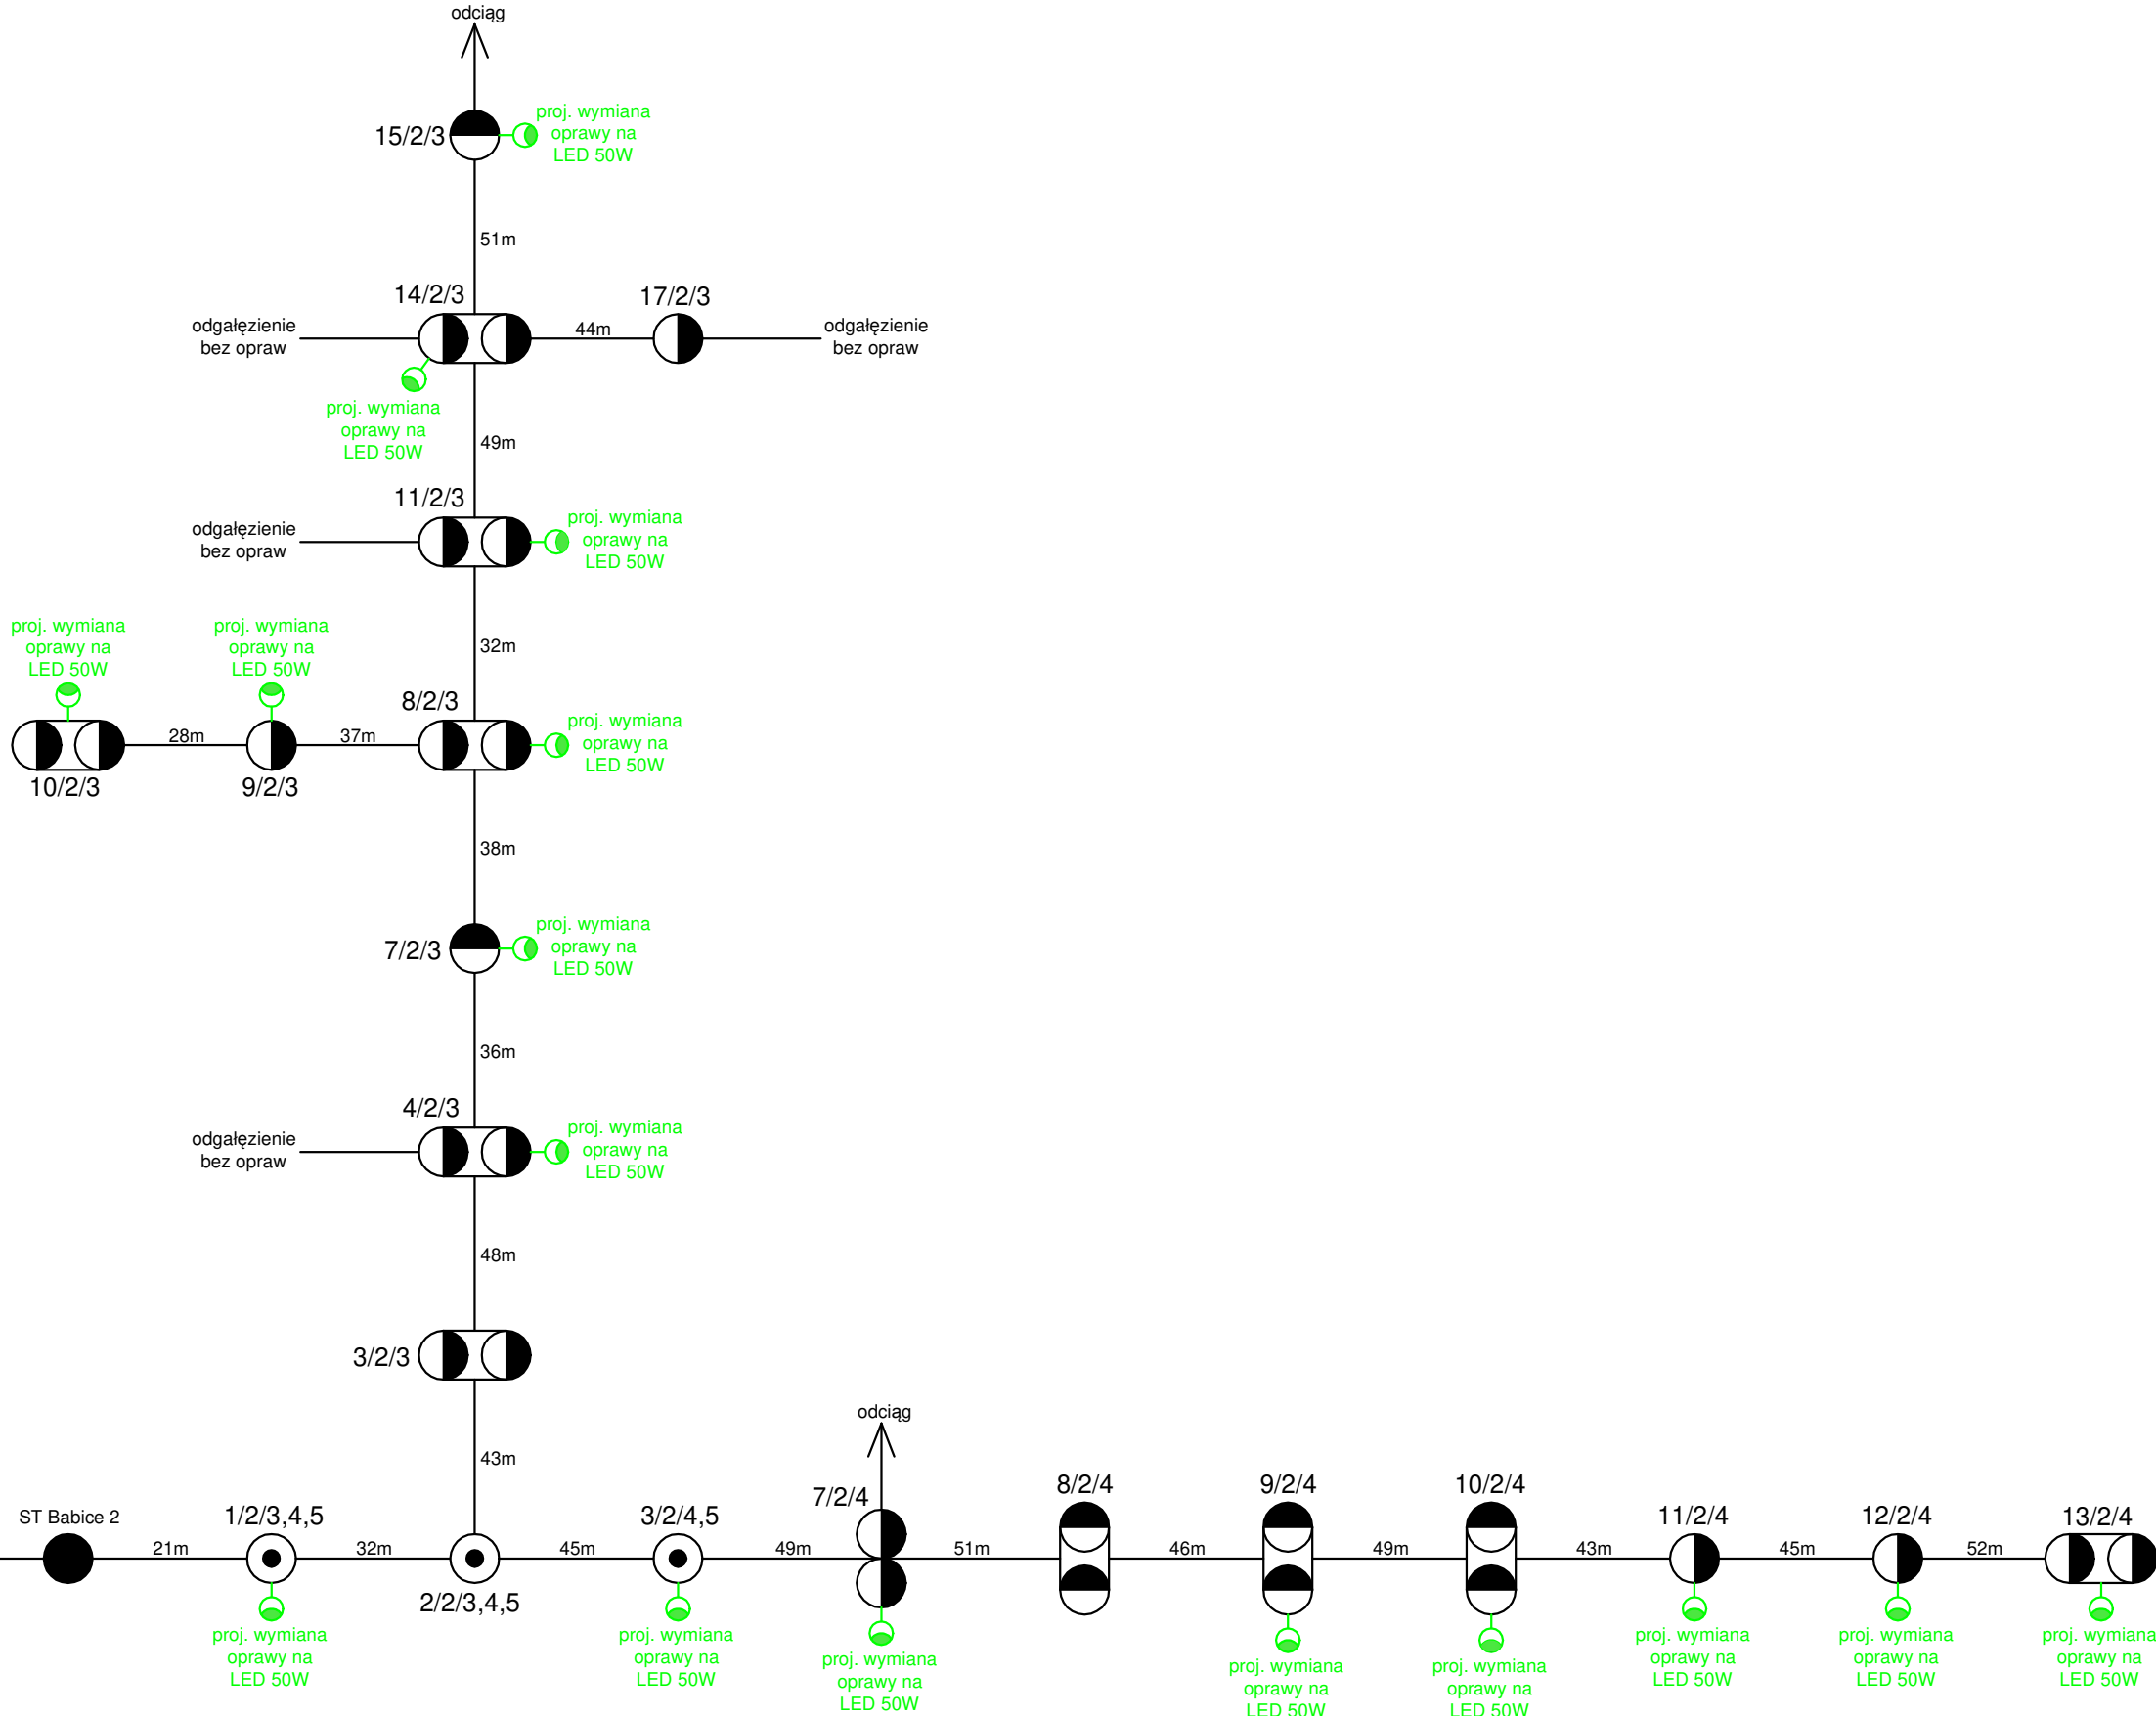 odciąg
15/2/3
proj. wymiana
oprawy na
LED 50W
51m
14/2/3
17/2/3
odgałęzienie
bez opraw
44m
odgałęzienie
bez opraw
proj. wymiana
oprawy na
LED 50W
49m
11/2/3
odgałęzienie
bez opraw
proj. wymiana
oprawy na
LED 50W
32m
proj. wymiana
oprawy na
LED 50W
proj. wymiana
oprawy na
LED 50W
8/2/3
proj. wymiana
oprawy na
LED 50W
28m
37m
10/2/3
9/2/3
38m
7/2/3
proj. wymiana
oprawy na
LED 50W
36m
4/2/3
odgałęzienie
bez opraw
proj. wymiana
oprawy na
LED 50W
48m
3/2/3
43m
odciąg
ST Babice 2
1/2/3,4,5
3/2/4,5
7/2/4
8/2/4
9/2/4
10/2/4
11/2/4
12/2/4
13/2/4
21m
32m
45m
49m
51m
46m
49m
43m
45m
52m
2/2/3,4,5
proj. wymiana
oprawy na
LED 50W
proj. wymiana
oprawy na
LED 50W
proj. wymiana
oprawy na
LED 50W
proj. wymiana
oprawy na
LED 50W
proj. wymiana
oprawy na
LED 50W
proj. wymiana
oprawy na
LED 50W
proj. wymiana
oprawy na
LED 50W
proj. wymiana
oprawy na
LED 50W